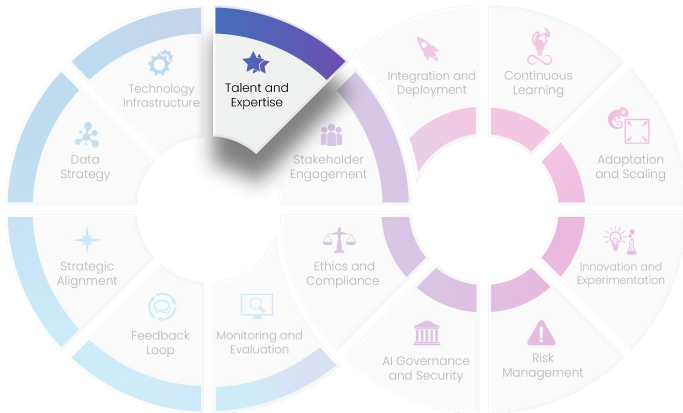 Talent and
Expertise
Technology
Infrastructure
Data
Strategy
Strategic
Alignment
Feedback
Loop
Monitoring and
Evaluation
Stakeholder
Engagement
Ethics and
Compliance
Integration and
Deployment
Continuous
Learning
Adaptation
and Scaling
Innovation and
Experimentation
Risk
Management
AI Governance
and Security